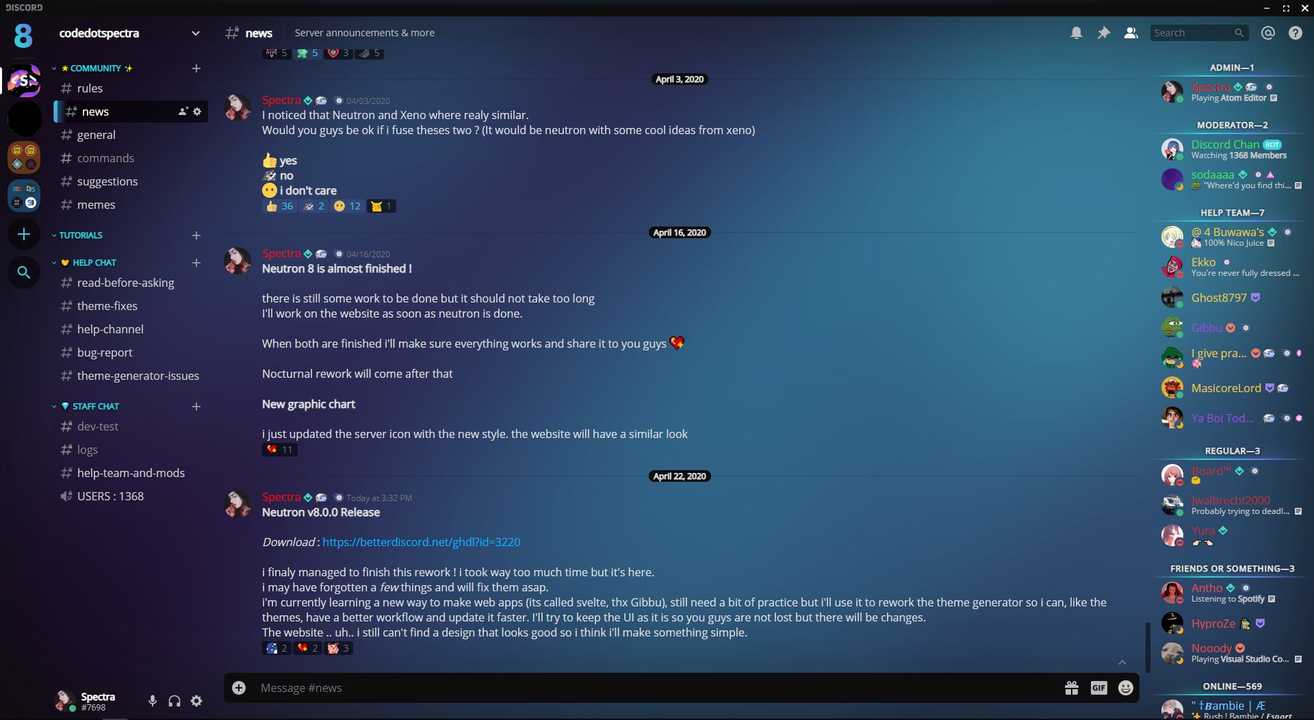 DISCORD
codedotspectra
COMMUNITY
rules
news
general
commands
suggestions
memes
TUTORIALS
HELP CHAT
read-before-asking
theme-fixes
help-channel
bug-report
theme-generator-issues
STAFF CHAT
dev-test
logs
help-team-and-mods
USERS : 1368
Spectra
#7698
news Server announcements & more
Search
5 5 3 5
April 3, 2020
Spectra 04/03/2020
I noticed that Neutron and Xeno where realy similar.
Would you guys be ok if i fuse theses two ? (It would be neutron with some cool ideas from xeno)
👍 yes
no
😶 i don't care
👍 36 2 😶 12 1
April 16, 2020
Spectra 04/16/2020
Neutron 8 is almost finished !
there is still some work to be done but it should not take too long
I'll work on the website as soon as neutron is done.
When both are finished i'll make sure everything works and share it to you guys
Nocturnal rework will come after that
New graphic chart
i just updated the server icon with the new style. the website will have a similar look
11
April 22, 2020
Spectra Today at 3:32 PM
Neutron v8.0.0 Release
Download : https://betterdiscord.net/ghdl?id=3220
i finaly managed to finish this rework ! i took way too much time but it's here.
i may have forgotten a few things and will fix them asap.
i'm currently learning a new way to make web apps (its called svelte, thx Gibbu), still need a bit of practice but i'll use it to rework the theme generator so i can, like the
themes, have a better workflow and update it faster. I'll try to keep the UI as it is so you guys are not lost but there will be changes.
The website .. uh.. i still can't find a design that looks good so i think i'll make something simple.
2 2 3
Message #news
GIF
ADMIN—1
Spectra
Playing Atom Editor
MODERATOR—2
Discord Chan BOT
Watching 1368 Members
sodaaaa
"Where'd you find thi...
HELP TEAM—7
@ 4 Buwawa's
100% Nico Juice
Ekko
You're never fully dressed ...
Ghost8797
Gibbu
I give pra...
MasicoreLord
Ya Boi Tod...
REGULAR—3
Board™
Jwalbrecht2000
Probably trying to deadl...
Yura
FRIENDS OR SOMETHING—3
Antho
Listening to Spotify
HyproZe
Nooody
Playing Visual Studio Co...
ONLINE—569
" †Bambie | Æ
Rush ! Bambie / Esport